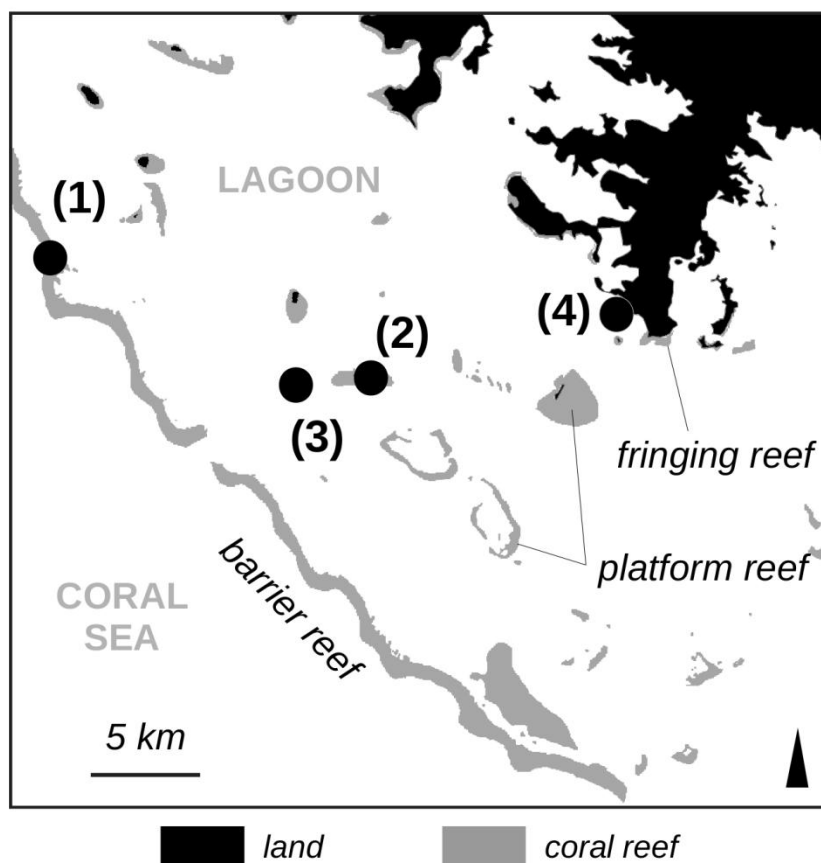 LAGOON
(1)
(2)
(4)
(3)
fringing reef
barrier reef
platform reef
CORAL
SEA
5 km
land
coral reef